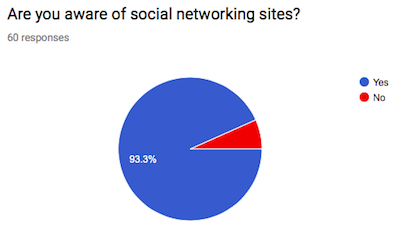 Are you aware of social networking sites?
60 responses
Yes
No
93.3%